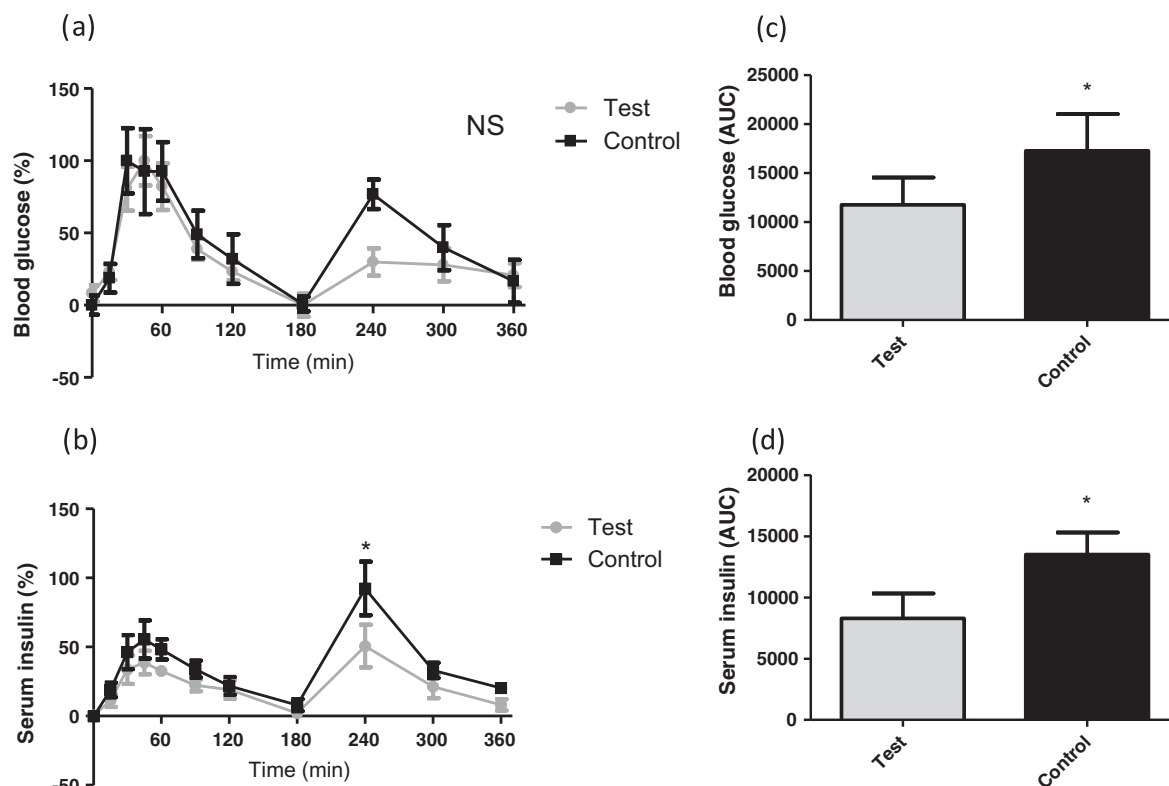 (a)
150
100
50
0
-50
Blood glucose (%)
60 120 180 240 300 360
Time (min)
NS
Test
Control
(c)
25000
20000
15000
10000
5000
0
Blood glucose (AUC)
*
Test
Control
(b)
150
100
50
0
-50
Serum insulin (%)
*
60 120 180 240 300 360
Time (min)
Test
Control
(d)
20000
15000
10000
5000
0
Serum insulin (AUC)
*
Test
Control